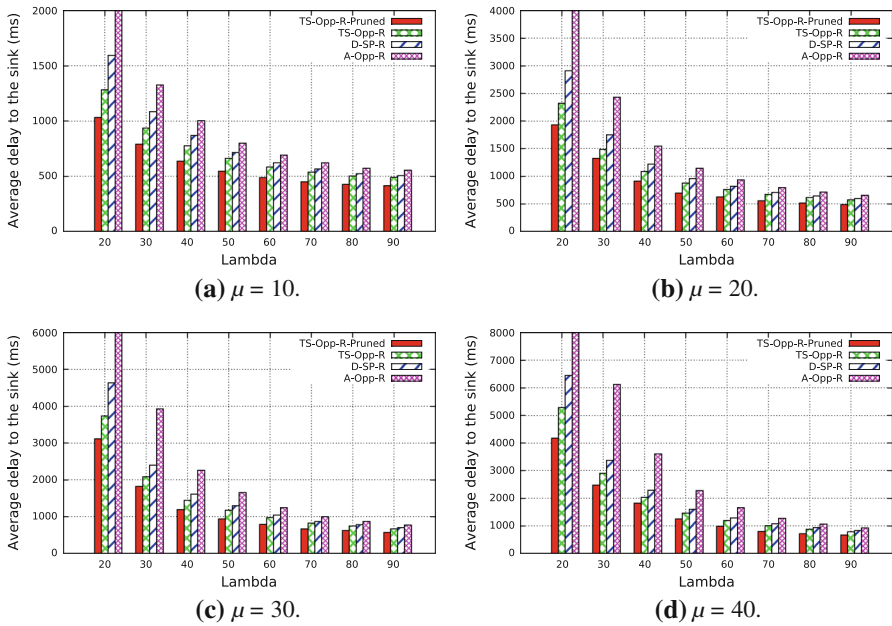 2000
1500
1000
500
0
Average delay to the sink (ms)
TS-Opp-R-Pruned
TS-Opp-R
D-SP-R
A-Opp-R
20 30 40 50 60 70 80 90
Lambda
(a) μ = 10.
4000
3500
3000
2500
2000
1500
1000
500
0
Average delay to the sink (ms)
TS-Opp-R-Pruned
TS-Opp-R
D-SP-R
A-Opp-R
20 30 40 50 60 70 80 90
Lambda
(b) μ = 20.
6000
5000
4000
3000
2000
1000
0
Average delay to the sink (ms)
TS-Opp-R-Pruned
TS-Opp-R
D-SP-R
A-Opp-R
20 30 40 50 60 70 80 90
Lambda
(c) μ = 30.
8000
7000
6000
5000
4000
3000
2000
1000
0
Average delay to the sink (ms)
TS-Opp-R-Pruned
TS-Opp-R
D-SP-R
A-Opp-R
20 30 40 50 60 70 80 90
Lambda
(d) μ = 40.